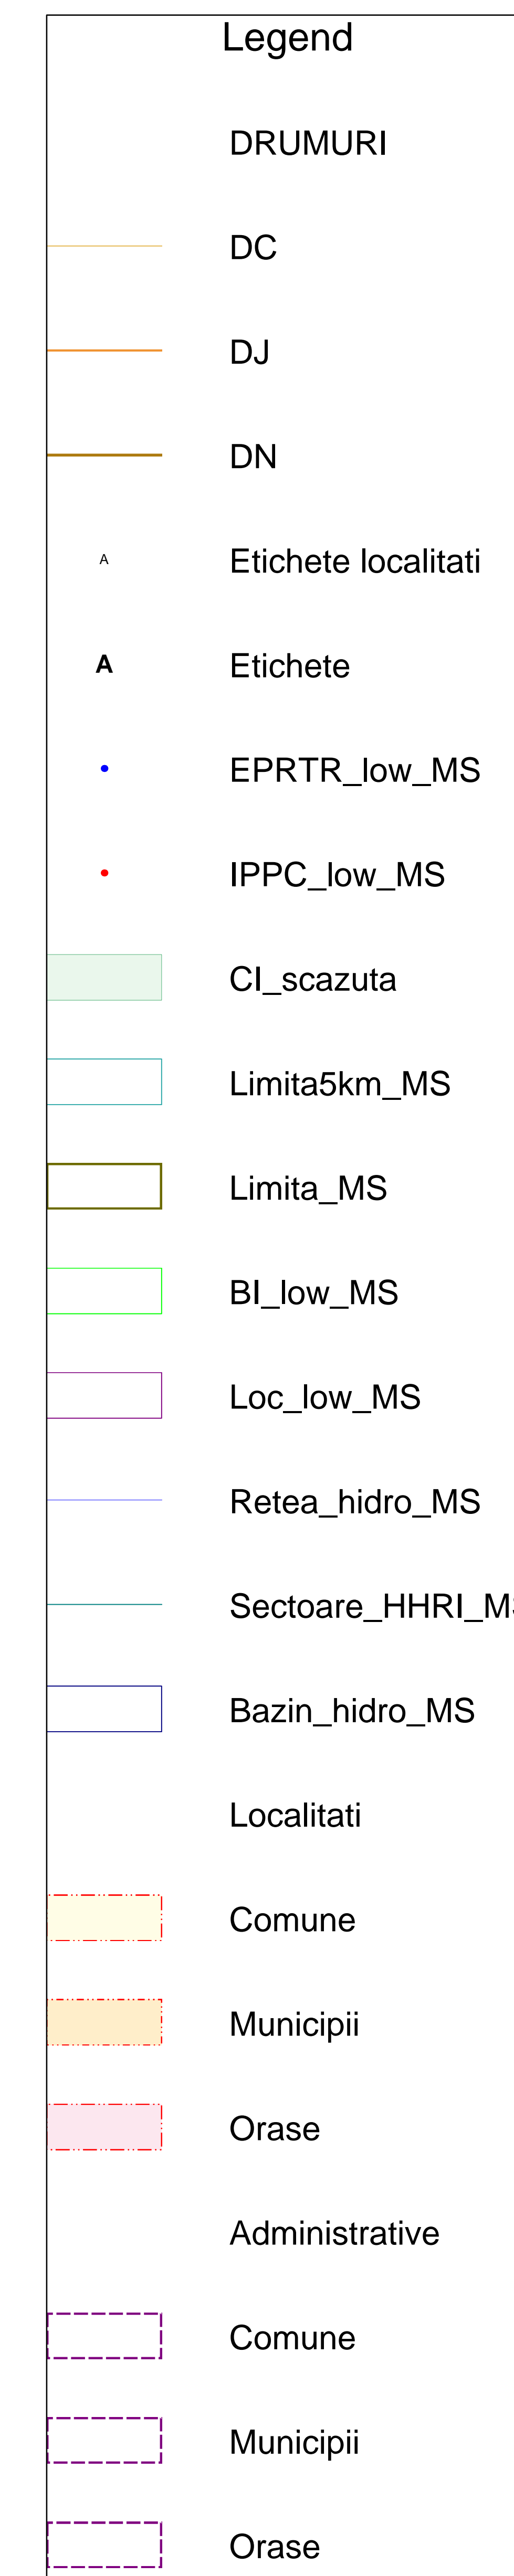 Legend
DRUMURI
DC
DJ
DN
A Etichete localitati
A Etichete
EPRTR_low_MS
IPPC_low_MS
CI_scazuta
Limita5km_MS
Limita_MS
BI_low_MS
Loc_low_MS
Retea_hidro_MS
Sectoare_HHRI_MS
Bazin_hidro_MS
Localitati
Comune
Municipii
Orase
Administrative
Comune
Municipii
Orase